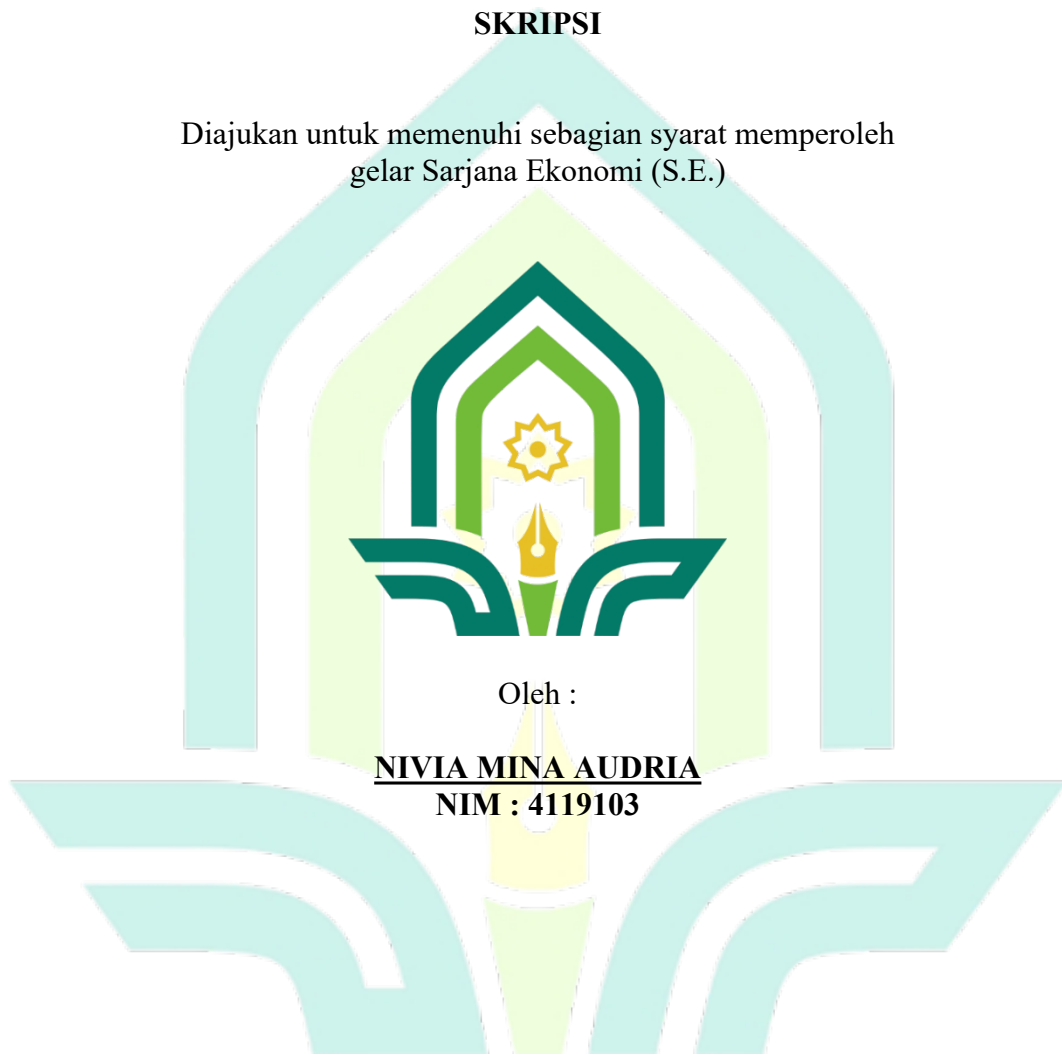 SKRIPSI
Diajukan untuk memenuhi sebagian syarat memperoleh
gelar Sarjana Ekonomi (S.E.)
Oleh :
NIVIA MINA AUDRIA
NIM : 4119103